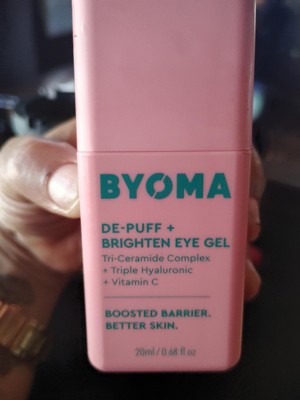 BYOMA
DE-PUFF +
BRIGHTEN EYE GEL
Tri-Ceramide Complex
+ Triple Hyaluronic
+ Vitamin C
BOOSTED BARRIER.
BETTER SKIN.
20ml / 0.68 fl oz